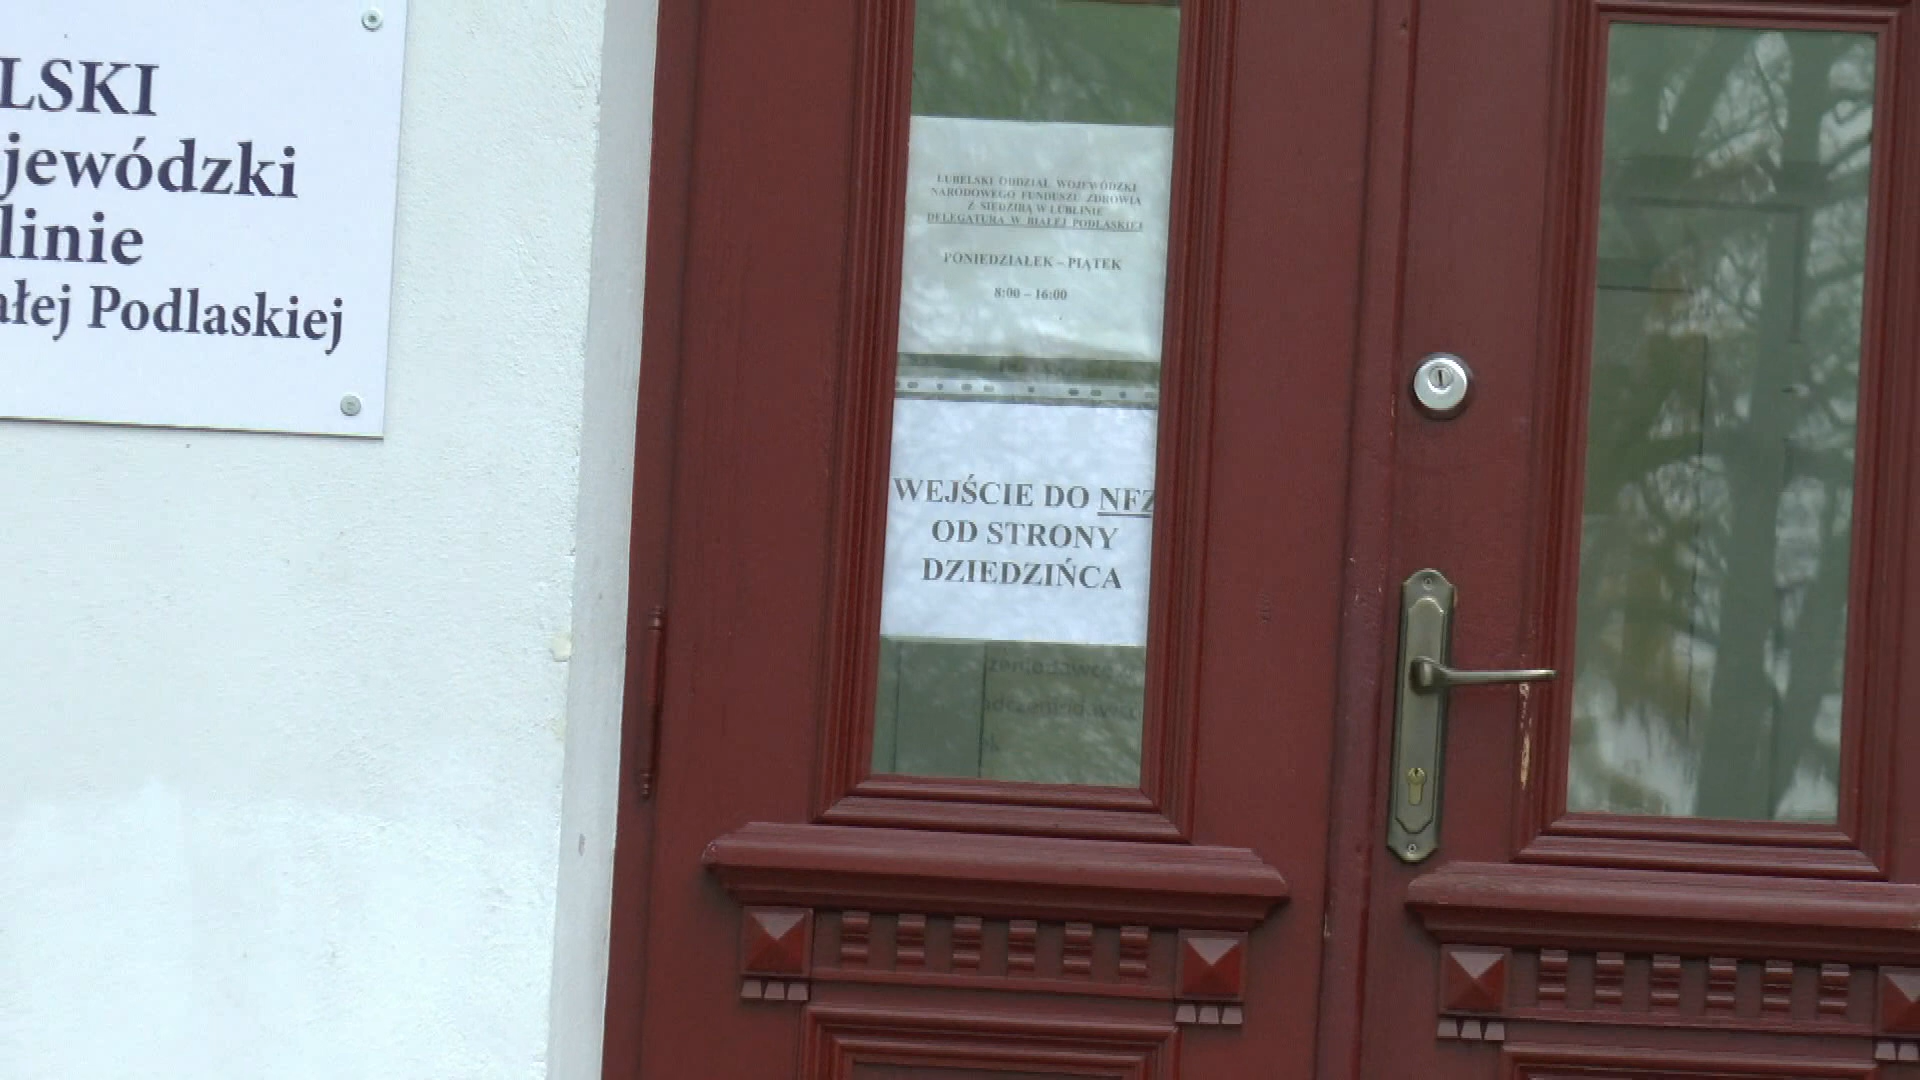 LSKI
jewódzki
linie
ałej Podlaskiej
LUBELSKI ODDZIAŁ WOJEWÓDZKI
NARODOWEGO FUNDUSZU ZDROWIA
Z SIEDZIBĄ W LUBLINIE
DELEGATURA W BIAŁEJ PODLASKIEJ
PONIEDZIAŁEK – PIĄTEK
8:00 – 16:00
WEJŚCIE DO NFZ
OD STRONY
DZIEDZIŃCA